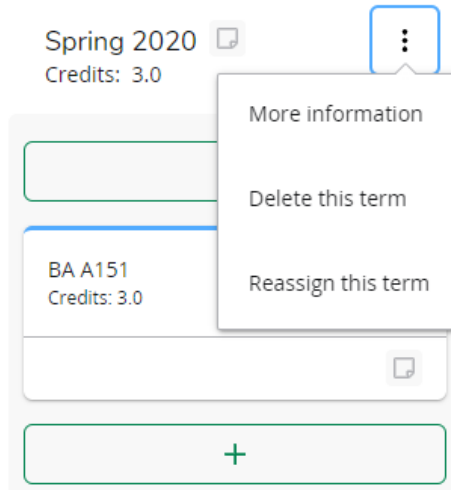 Spring 2020
Credits: 3.0
More information
Delete this term
Reassign this term
BA A151
Credits: 3.0
+